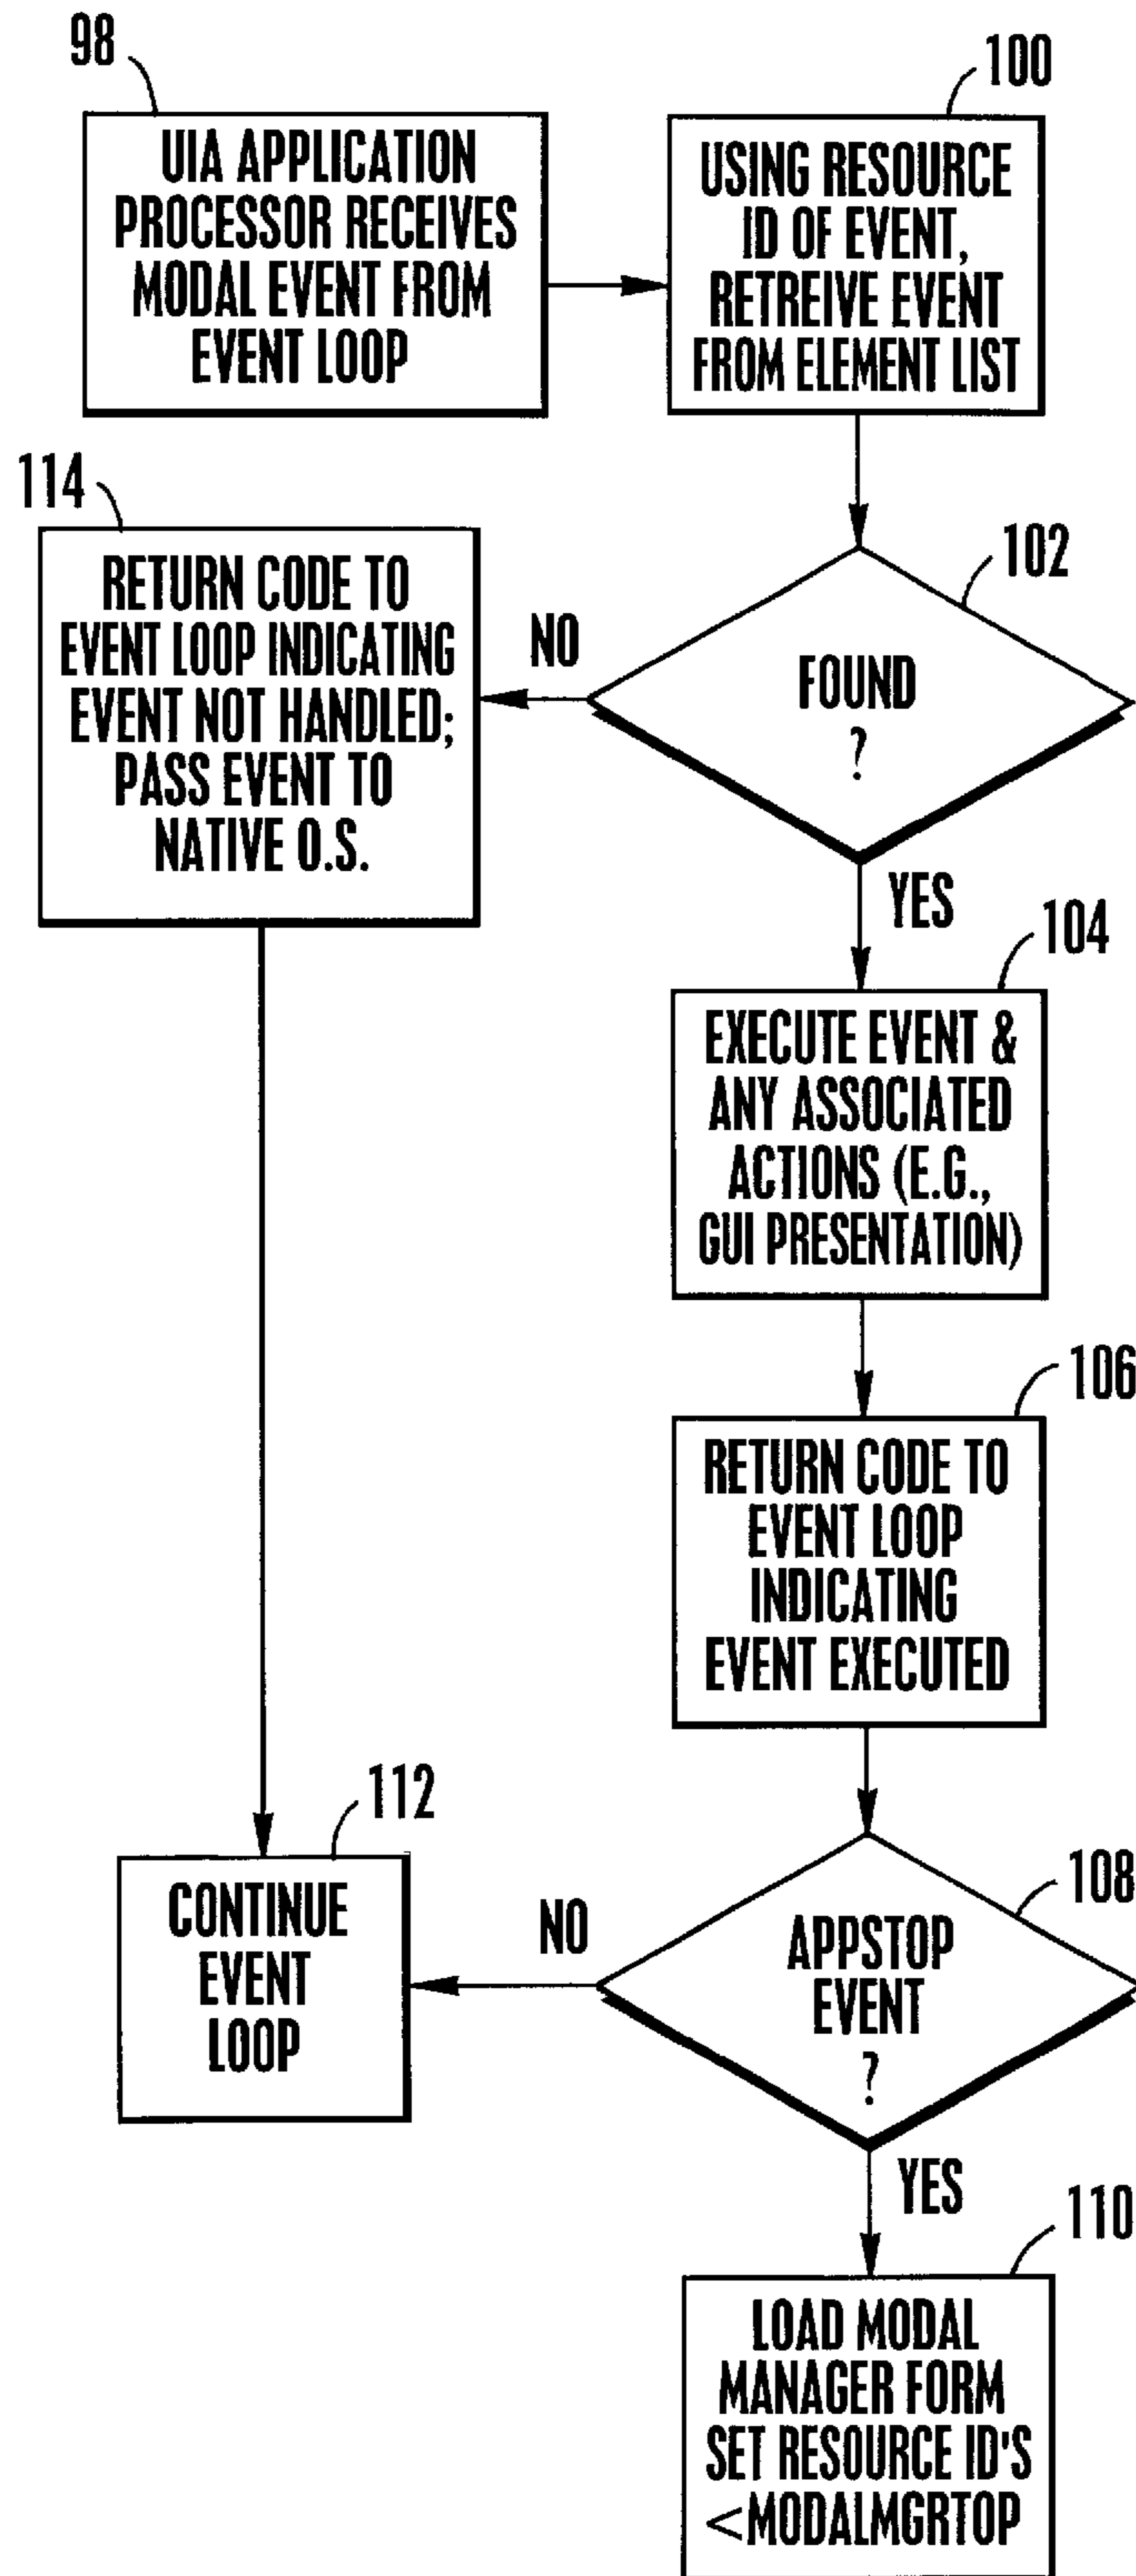 98
UIA APPLICATION
PROCESSOR RECEIVES
MODAL EVENT FROM
EVENT LOOP
100
USING RESOURCE
ID OF EVENT,
RETREIVE EVENT
FROM ELEMENT LIST
102
FOUND
?
NO
YES
114
RETURN CODE TO
EVENT LOOP INDICATING
EVENT NOT HANDLED;
PASS EVENT TO
NATIVE O.S.
104
EXECUTE EVENT &
ANY ASSOCIATED
ACTIONS (E.G.,
GUI PRESENTATION)
106
RETURN CODE TO
EVENT LOOP
INDICATING
EVENT EXECUTED
108
APPSTOP
EVENT
?
NO
YES
112
CONTINUE
EVENT
LOOP
110
LOAD MODAL
MANAGER FORM
SET RESOURCE ID'S
<MODALMGRTOP